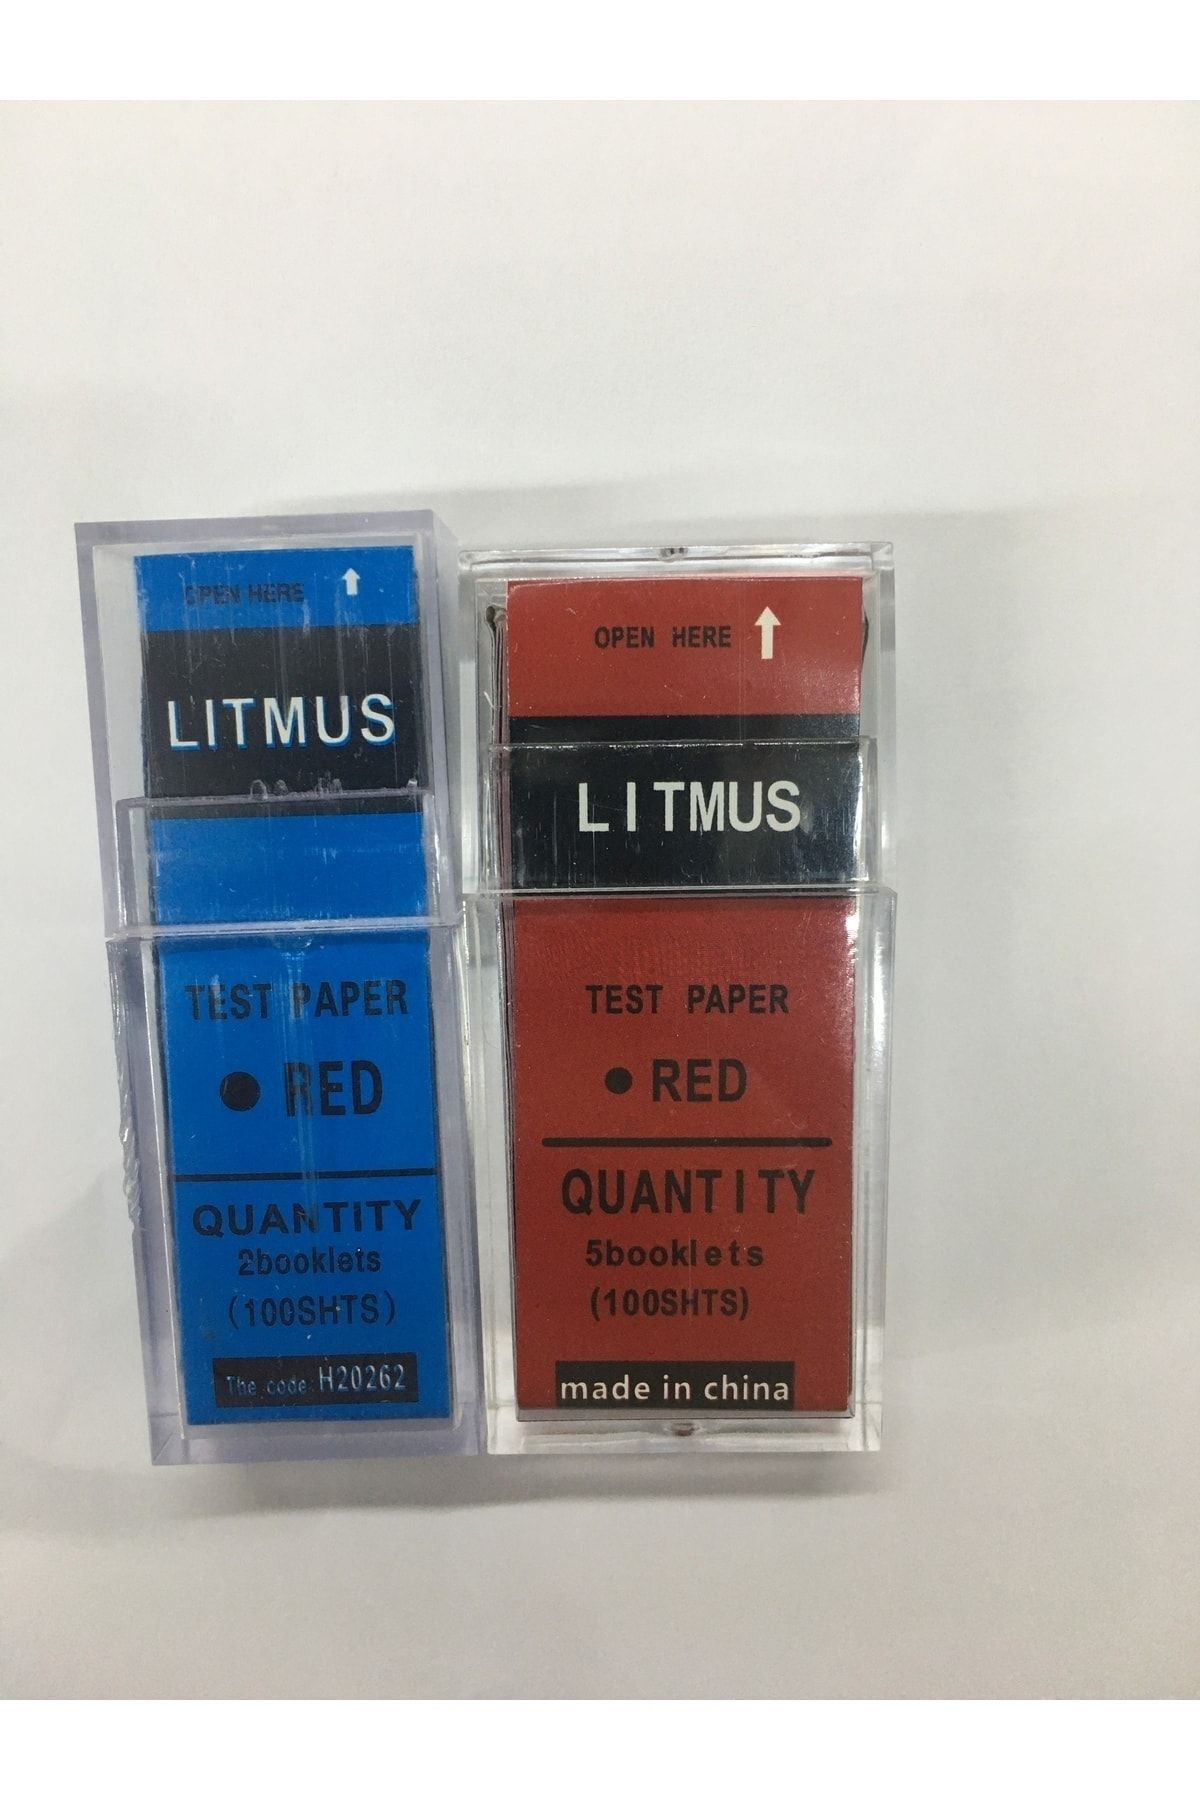 OPEN HERE
LITMUS
TEST PAPER
● RED
QUANTITY
2booklets
(100SHTS)
The code H20262
OPEN HERE
LITMUS
TEST PAPER
● RED
QUANTITY
5booklets
(100SHTS)
made in china